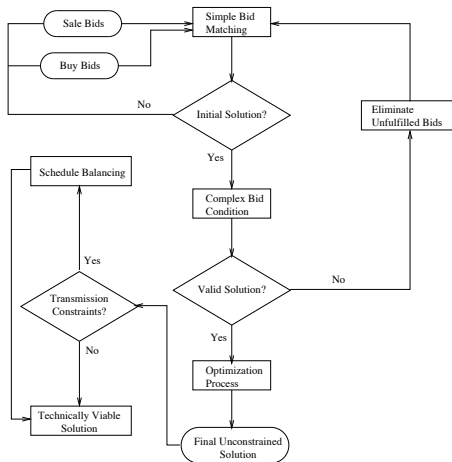 Sale Bids
Simple Bid
Matching
Buy Bids
No
Initial Solution?
Eliminate
Unfulfilled Bids
Yes
Schedule Balancing
Complex Bid
Condition
Yes
Valid Solution?
No
Transmission
Constraints?
Yes
No
Optimization
Process
Technically Viable
Solution
Final Unconstrained
Solution